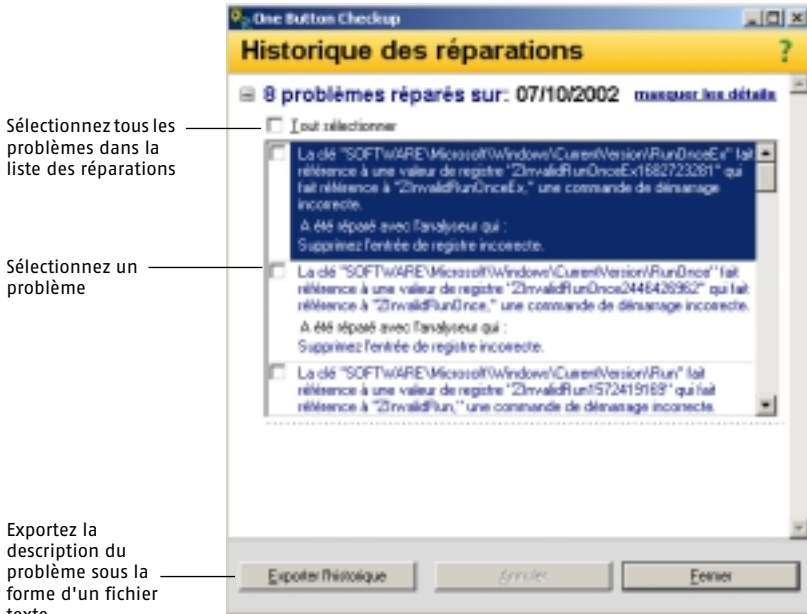 One Button Checkup
Historique des réparations
?
8 problèmes réparés sur: 07/10/2002 masquer les détails
Sélectionnez tous les
problèmes dans la
liste des réparations
Tout sélectionner
La clé "SOFTWARE\Microsoft\Windows\CurrentVersion\RunOnceEx" fait
référence à une valeur de registre "ZInvalidRunOnceEx1682723281" qui
fait référence à "ZInvalidRunOnceEx," une commande de démarrage
incorrecte.
A été réparé avec l'analyseur qui :
Supprimez l'entrée de registre incorrecte.
Sélectionnez un
problème
La clé "SOFTWARE\Microsoft\Windows\CurrentVersion\RunOnce" fait
référence à une valeur de registre "ZInvalidRunOnce2446428962" qui fait
référence à "ZInvalidRunOnce," une commande de démarrage incorrecte.
A été réparé avec l'analyseur qui :
Supprimez l'entrée de registre incorrecte.
La clé "SOFTWARE\Microsoft\Windows\CurrentVersion\Run" fait
référence à une valeur de registre "ZInvalidRun1572419169" qui fait
référence à "ZInvalidRun," une commande de démarrage incorrecte.
Exportez la
description du
problème sous la
forme d'un fichier
texte
Exporter l'historique
Annuler
Fermer